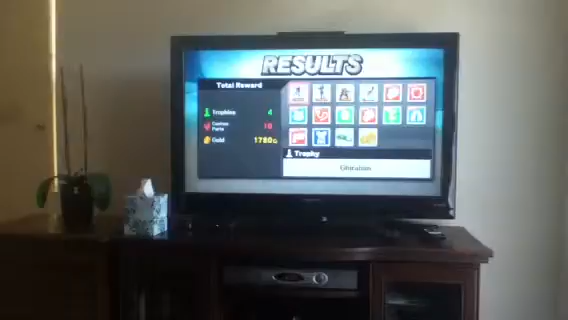 RESULTS
Total Reward
Trophies 4
Custom Parts 10
Gold 1780G
Trophy
Ghirahim